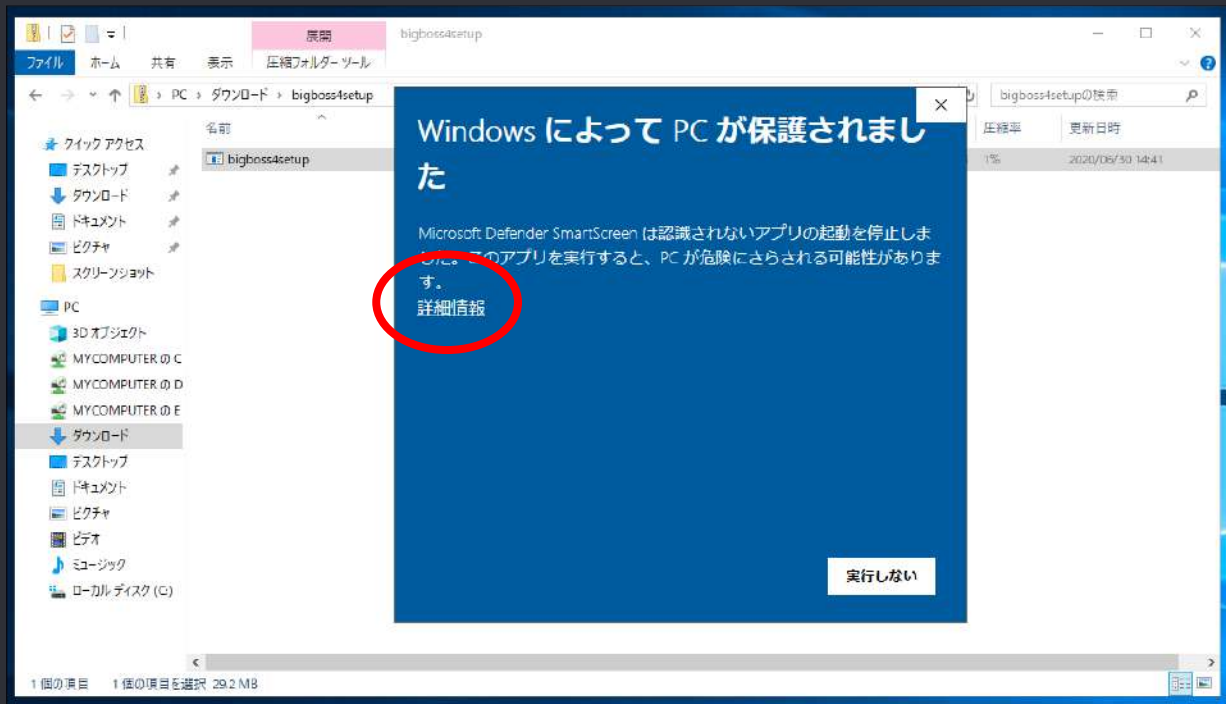 展開
bigboss4setup
ファイル ホーム 共有 表示 圧縮フォルダー ツール
PC › ダウンロード › bigboss4setup
bigboss4setupの検索
名前
圧縮率
更新日時
bigboss4setup
1%
2020/06/30 14:41
クイック アクセス
デスクトップ
ダウンロード
ドキュメント
ピクチャ
スクリーンショット
PC
3D オブジェクト
MYCOMPUTER の C
MYCOMPUTER の D
MYCOMPUTER の E
ダウンロード
デスクトップ
ドキュメント
ピクチャ
ビデオ
ミュージック
ローカル ディスク (C:)
Windows によって PC が保護されまし
た
Microsoft Defender SmartScreen は認識されないアプリの起動を停止しま
した。このアプリを実行すると、PC が危険にさらされる可能性がありま
す。
詳細情報
実行しない
1 個の項目 1 個の項目を選択 29.2 MB